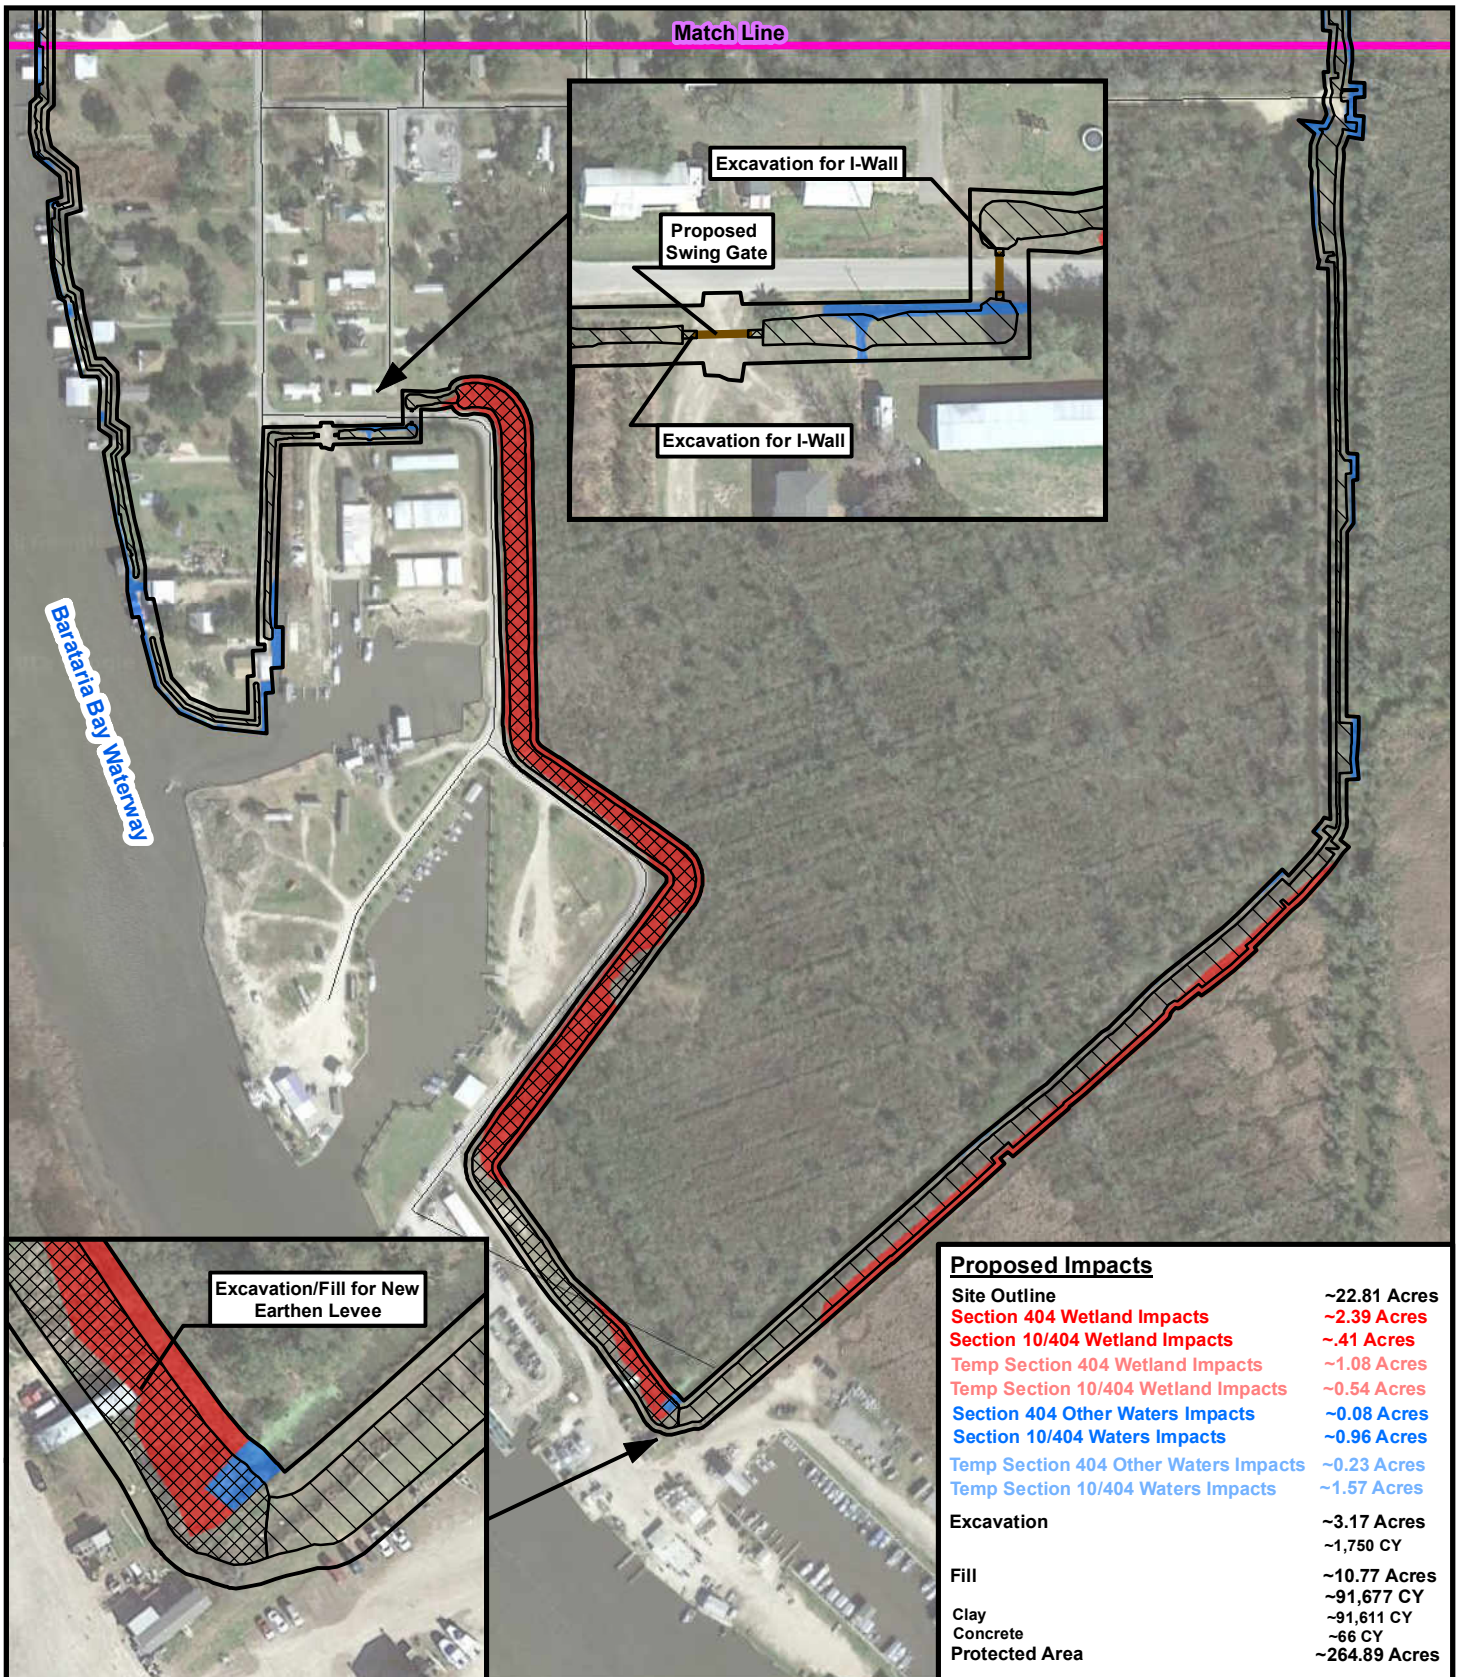 Match Line
Excavation for I-Wall
Proposed
Swing Gate
Excavation for I-Wall
Barataria Bay Waterway
Excavation/Fill for New
Earthen Levee
Proposed Impacts
Site Outline ~22.81 Acres
Section 404 Wetland Impacts ~2.39 Acres
Section 10/404 Wetland Impacts ~.41 Acres
Temp Section 404 Wetland Impacts ~1.08 Acres
Temp Section 10/404 Wetland Impacts ~0.54 Acres
Section 404 Other Waters Impacts ~0.08 Acres
Section 10/404 Waters Impacts ~0.96 Acres
Temp Section 404 Other Waters Impacts ~0.23 Acres
Temp Section 10/404 Waters Impacts ~1.57 Acres
Excavation ~3.17 Acres
~1,750 CY
Fill ~10.77 Acres
~91,677 CY
Clay ~91,611 CY
Concrete ~66 CY
Protected Area ~264.89 Acres